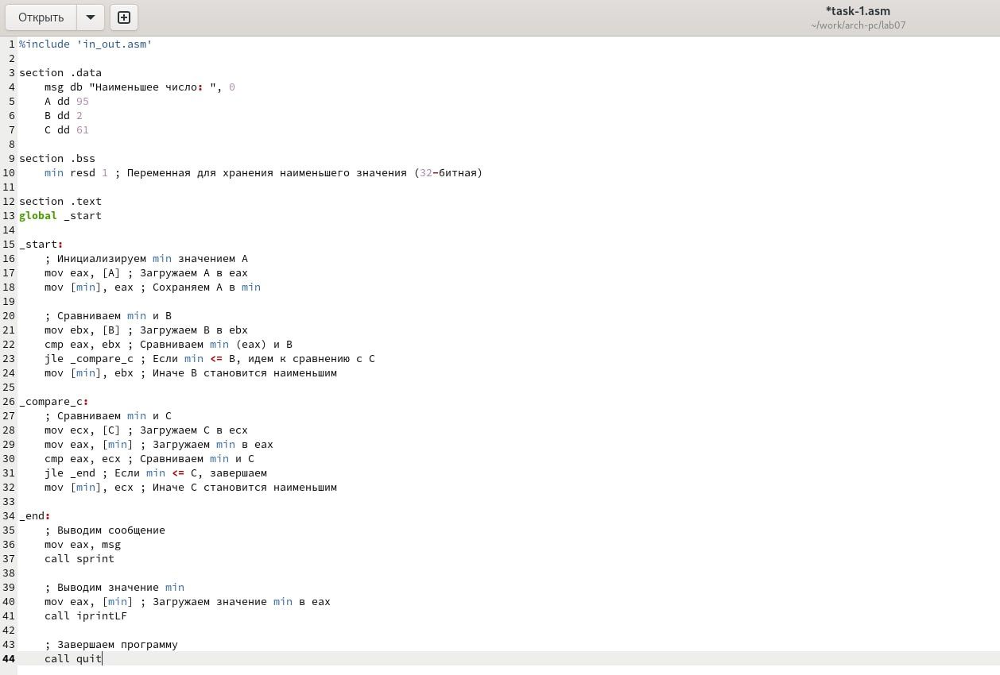 Открыть
*task-1.asm
~/work/arch-pc/lab07
1 %include 'in_out.asm'
2
3 section .data
4     msg db "Наименьшее число: ", 0
5     A dd 95
6     B dd 2
7     C dd 61
8
9 section .bss
10     min resd 1 ; Переменная для хранения наименьшего значения (32-битная)
11
12 section .text
13 global _start
14
15 _start:
16     ; Инициализируем min значением A
17     mov eax, [A] ; Загружаем A в eax
18     mov [min], eax ; Сохраняем A в min
19
20     ; Сравниваем min и B
21     mov ebx, [B] ; Загружаем B в ebx
22     cmp eax, ebx ; Сравниваем min (eax) и B
23     jle _compare_c ; Если min <= B, идем к сравнению с C
24     mov [min], ebx ; Иначе B становится наименьшим
25
26 _compare_c:
27     ; Сравниваем min и C
28     mov ecx, [C] ; Загружаем C в ecx
29     mov eax, [min] ; Загружаем min в eax
30     cmp eax, ecx ; Сравниваем min и C
31     jle _end ; Если min <= C, завершаем
32     mov [min], ecx ; Иначе C становится наименьшим
33
34 _end:
35     ; Выводим сообщение
36     mov eax, msg
37     call sprint
38
39     ; Выводим значение min
40     mov eax, [min] ; Загружаем значение min в eax
41     call iprintLF
42
43     ; Завершаем программу
44     call quit